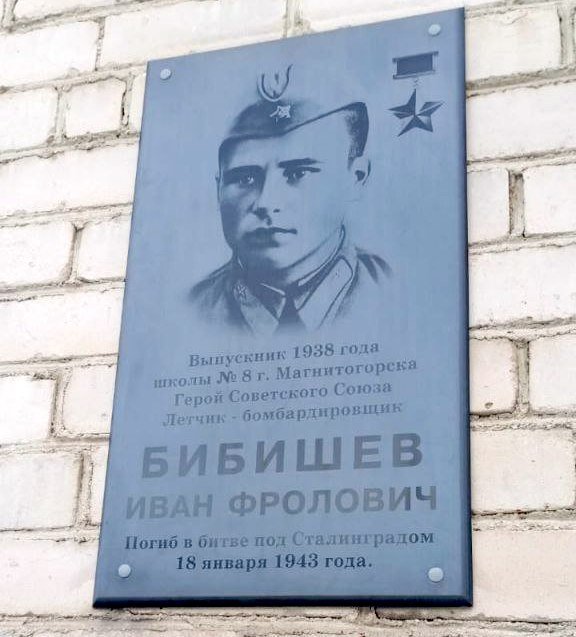 Выпускник 1938 года
школы № 8 г. Магнитогорска
Герой Советского Союза
Летчик - бомбардировщик
БИБИШЕВ
ИВАН ФРОЛОВИЧ
Погиб в битве под Сталинградом
18 января 1943 года.